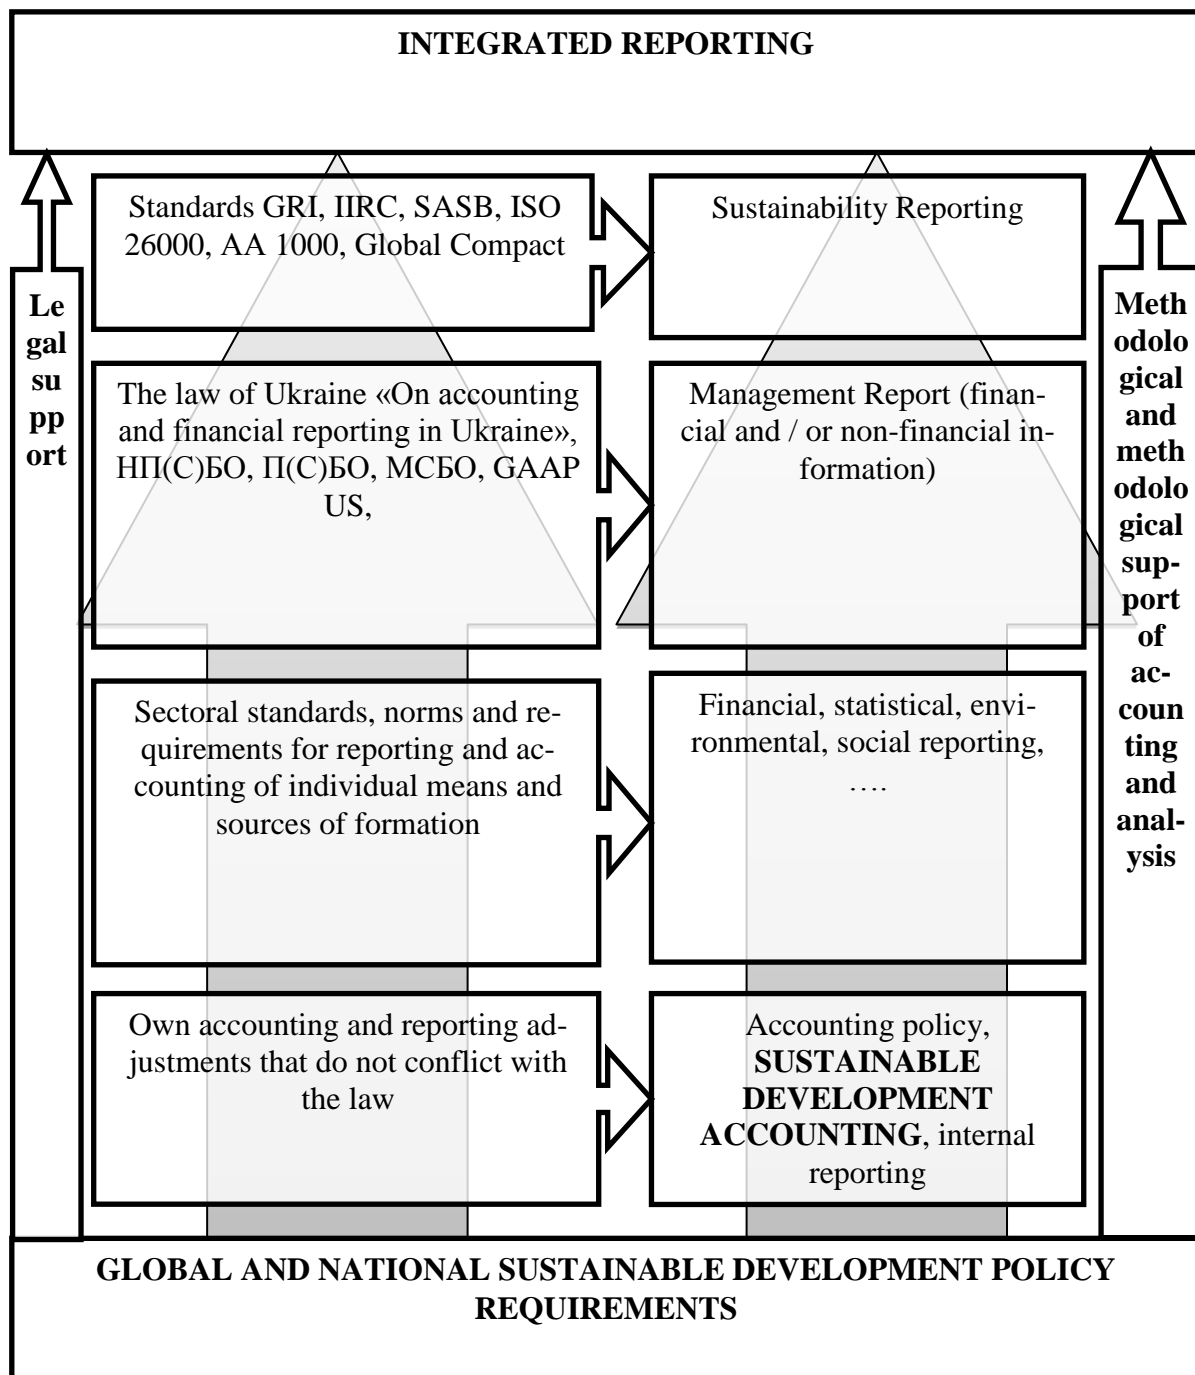 INTEGRATED REPORTING
Standards GRI, IIRC, SASB, ISO
26000, AA 1000, Global Compact
Sustainability Reporting
Le
gal
su
pp
ort
Meth
odolo
gical
and
meth
odolo
gical
sup-
port
of
ac-
coun
ting
and
anal-
ysis
The law of Ukraine «On accounting
and financial reporting in Ukraine»,
НП(С)БО, П(С)БО, МСБО, GAAP
US,
Management Report (finan-
cial and / or non-financial in-
formation)
Sectoral standards, norms and re-
quirements for reporting and ac-
counting of individual means and
sources of formation
Financial, statistical, envi-
ronmental, social reporting,
….
Own accounting and reporting ad-
justments that do not conflict with
the law
Accounting policy,
SUSTAINABLE
DEVELOPMENT
ACCOUNTING, internal
reporting
GLOBAL AND NATIONAL SUSTAINABLE DEVELOPMENT POLICY
REQUIREMENTS